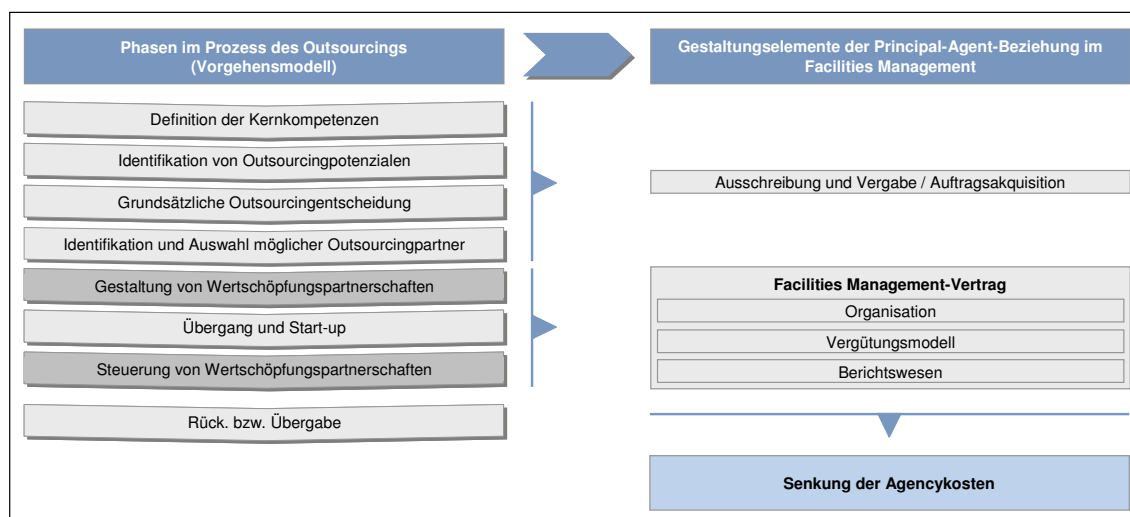 Phasen im Prozess des Outsourcings
(Vorgehensmodell)
Gestaltungselemente der Principal-Agent-Beziehung im
Facilities Management
Definition der Kernkompetenzen
Identifikation von Outsourcingpotenzialen
Grundsätzliche Outsourcingentscheidung
Identifikation und Auswahl möglicher Outsourcingpartner
Gestaltung von Wertschöpfungspartnerschaften
Übergang und Start-up
Steuerung von Wertschöpfungspartnerschaften
Rück. bzw. Übergabe
Ausschreibung und Vergabe / Auftragsakquisition
Facilities Management-Vertrag
Organisation
Vergütungsmodell
Berichtswesen
Senkung der Agencykosten